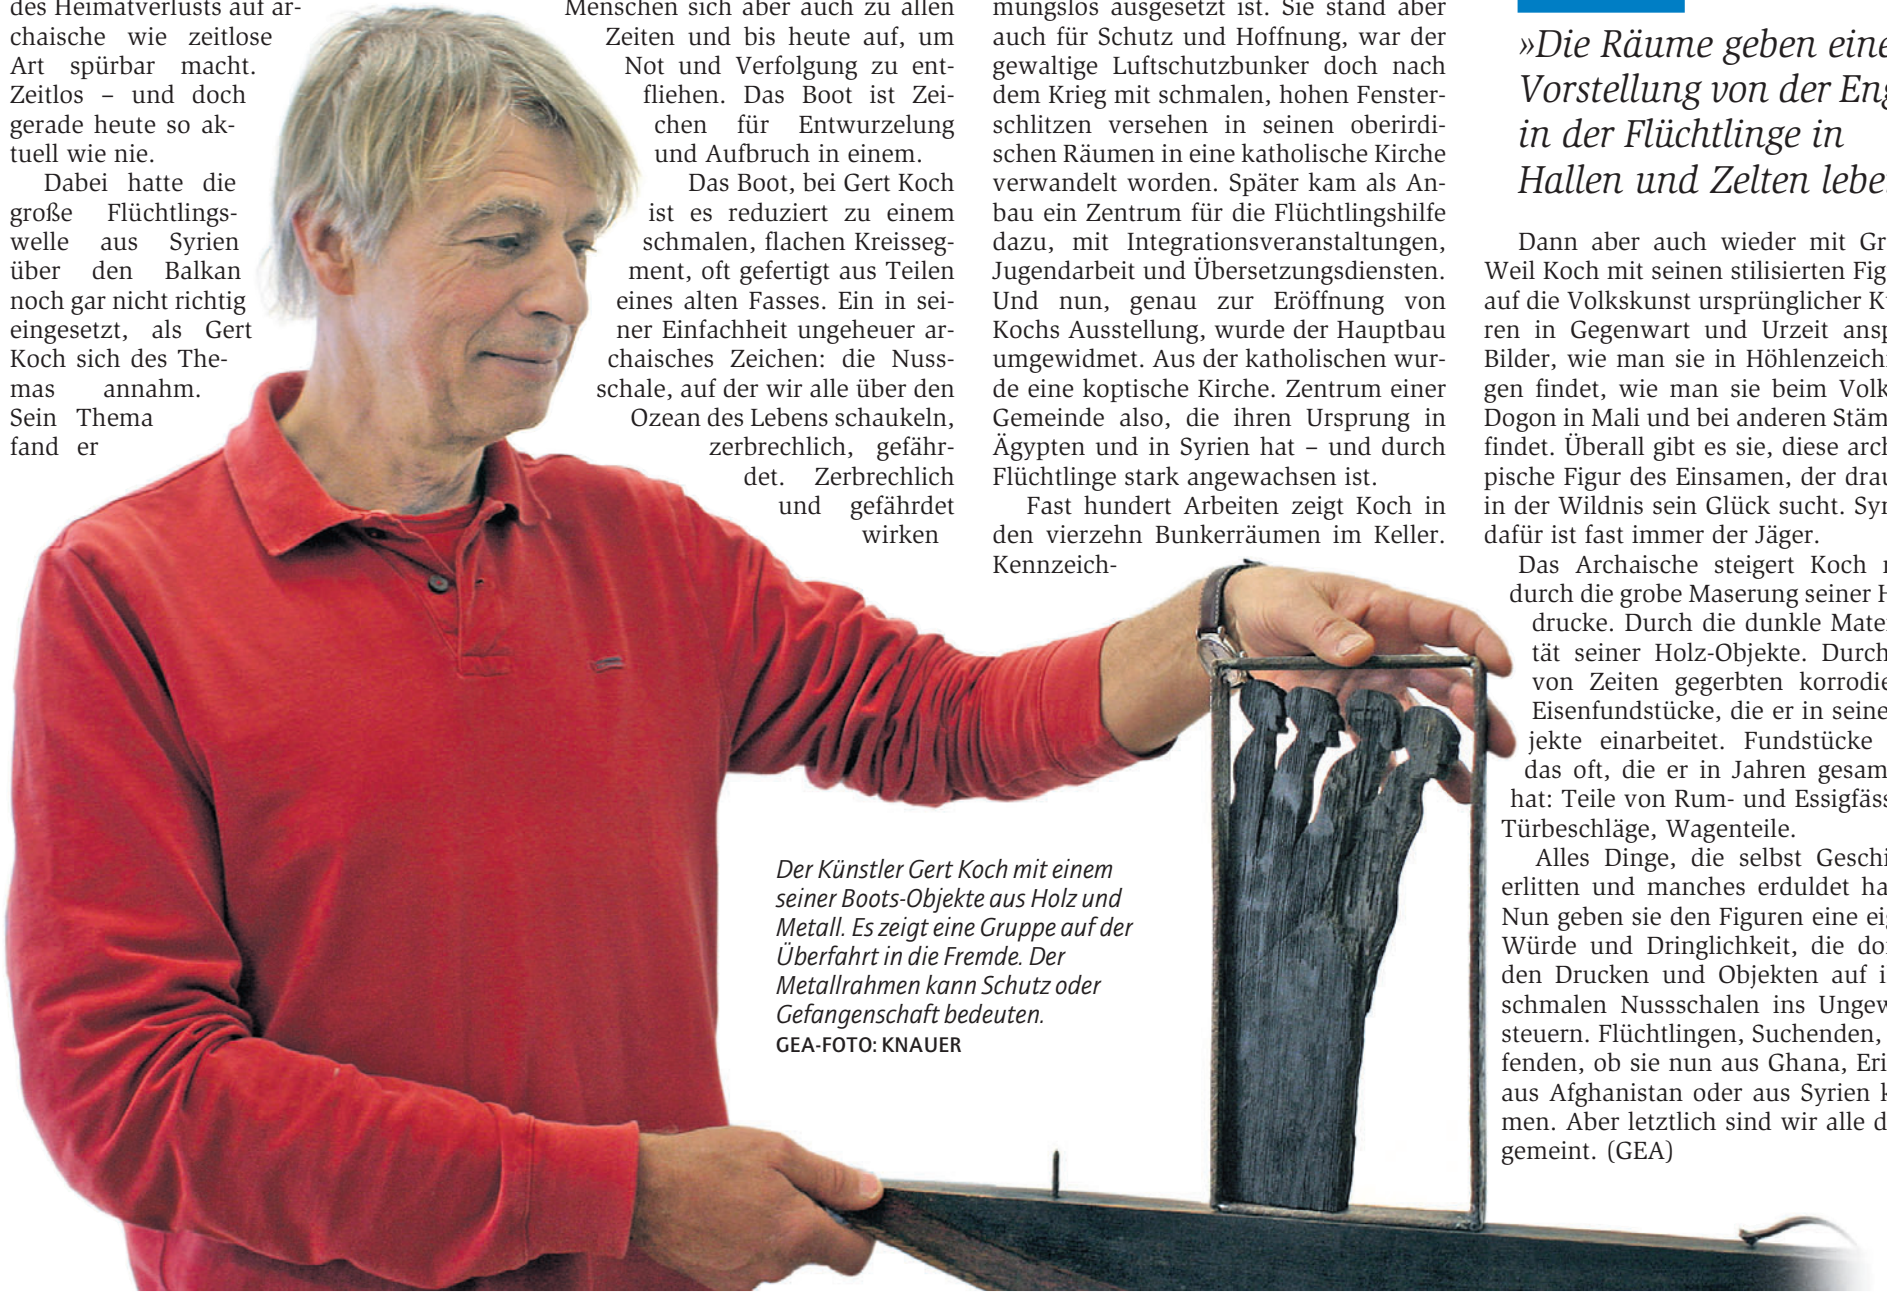 des Heimatverlusts auf ar-
chaische wie zeitlose
Art spürbar macht.
Zeitlos – und doch
gerade heute so ak-
tuell wie nie.
Dabei hatte die
große Flüchtlings-
welle aus Syrien
über den Balkan
noch gar nicht richtig
eingesetzt, als Gert
Koch sich des The-
mas annahm.
Sein Thema
fand er
Menschen sich aber auch zu allen
Zeiten und bis heute auf, um
Not und Verfolgung zu ent-
fliehen. Das Boot ist Zei-
chen für Entwurzelung
und Aufbruch in einem.
Das Boot, bei Gert Koch
ist es reduziert zu einem
schmalen, flachen Kreisseg-
ment, oft gefertigt aus Teilen
eines alten Fasses. Ein in sei-
ner Einfachheit ungeheuer ar-
chaisches Zeichen: die Nuss-
schale, auf der wir alle über den
Ozean des Lebens schaukeln,
zerbrechlich, gefähr-
det. Zerbrechlich
und gefährdet
wirken
mungslos ausgesetzt ist. Sie stand aber
auch für Schutz und Hoffnung, war der
gewaltige Luftschutzbunker doch nach
dem Krieg mit schmalen, hohen Fenster-
schlitzen versehen in seinen oberirdi-
schen Räumen in eine katholische Kirche
verwandelt worden. Später kam als An-
bau ein Zentrum für die Flüchtlingshilfe
dazu, mit Integrationsveranstaltungen,
Jugendarbeit und Übersetzungsdiensten.
Und nun, genau zur Eröffnung von
Kochs Ausstellung, wurde der Hauptbau
umgewidmet. Aus der katholischen wur-
de eine koptische Kirche. Zentrum einer
Gemeinde also, die ihren Ursprung in
Ägypten und in Syrien hat – und durch
Flüchtlinge stark angewachsen ist.
Fast hundert Arbeiten zeigt Koch in
den vierzehn Bunkerräumen im Keller.
Kennzeich-
Der Künstler Gert Koch mit einem
seiner Boots-Objekte aus Holz und
Metall. Es zeigt eine Gruppe auf der
Überfahrt in die Fremde. Der
Metallrahmen kann Schutz oder
Gefangenschaft bedeuten.
GEA-FOTO: KNAUER
»Die Räume geben eine
Vorstellung von der Eng
in der Flüchtlinge in
Hallen und Zelten lebe
Dann aber auch wieder mit Gr
Weil Koch mit seinen stilisierten Fig
auf die Volkskunst ursprünglicher K
ren in Gegenwart und Urzeit ansp
Bilder, wie man sie in Höhlenzeich
gen findet, wie man sie beim Volk
Dogon in Mali und bei anderen Stäm
findet. Überall gibt es sie, diese arch
pische Figur des Einsamen, der drau
in der Wildnis sein Glück sucht. Sy
dafür ist fast immer der Jäger.
Das Archaische steigert Koch
durch die grobe Maserung seiner H
drucke. Durch die dunkle Mater
tät seiner Holz-Objekte. Durch
von Zeiten gegerbten korrodie
Eisenfundstücke, die er in seine
jekte einarbeitet. Fundstücke
das oft, die er in Jahren gesam
hat: Teile von Rum- und Essigfäss
Türbeschläge, Wagenteile.
Alles Dinge, die selbst Geschi
erlitten und manches erduldet ha
Nun geben sie den Figuren eine eig
Würde und Dringlichkeit, die do
den Drucken und Objekten auf i
schmalen Nussschalen ins Ungew
steuern. Flüchtlingen, Suchenden,
fenden, ob sie nun aus Ghana, Eri
aus Afghanistan oder aus Syrien k
men. Aber letztlich sind wir alle d
gemeint. (GEA)